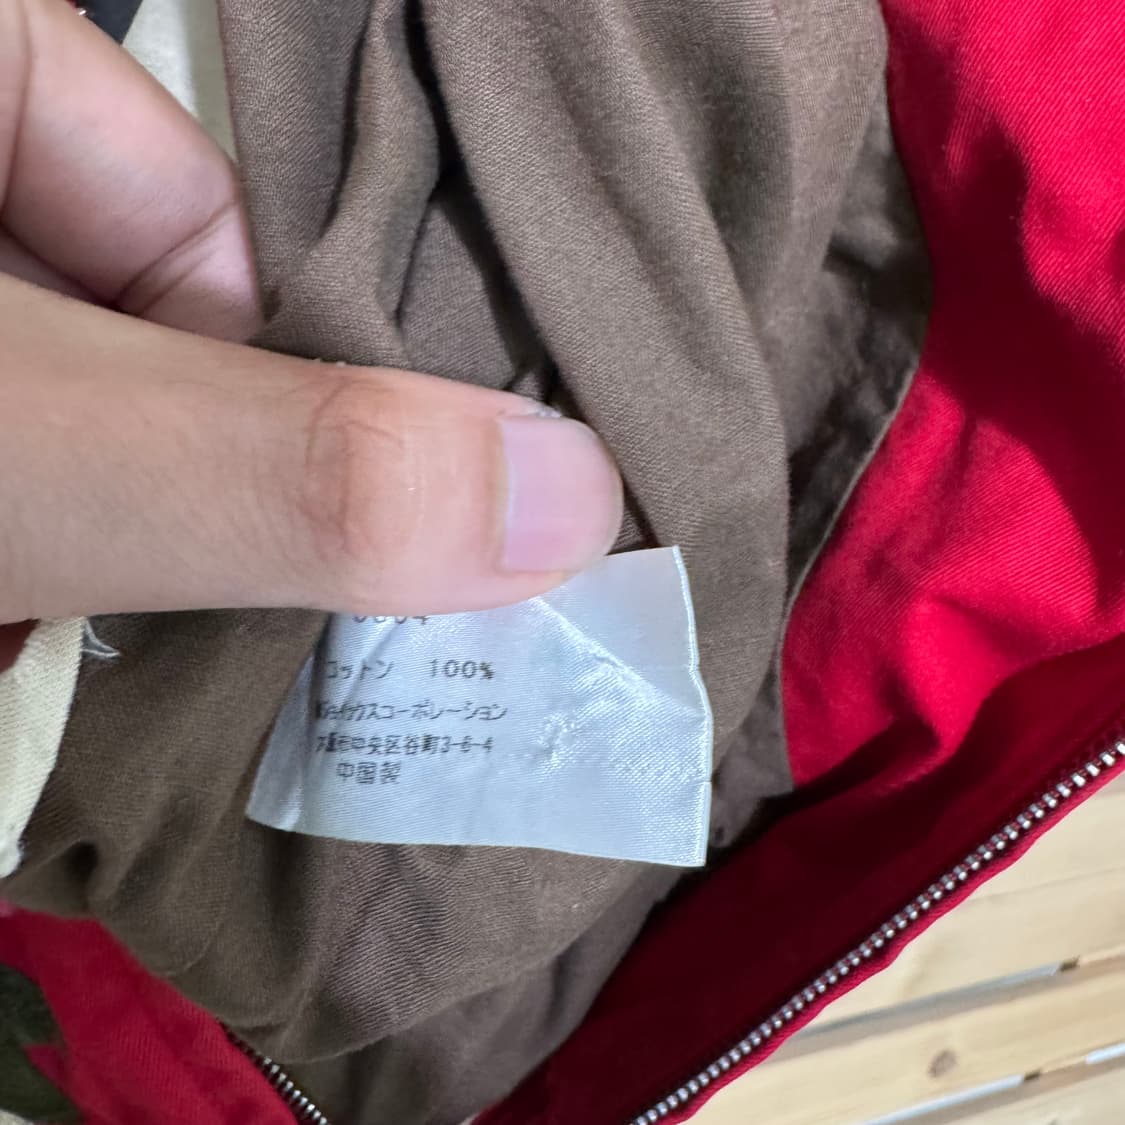 コットン 100%
コーポレーション
大阪市中央区谷町3-6-4
中国製